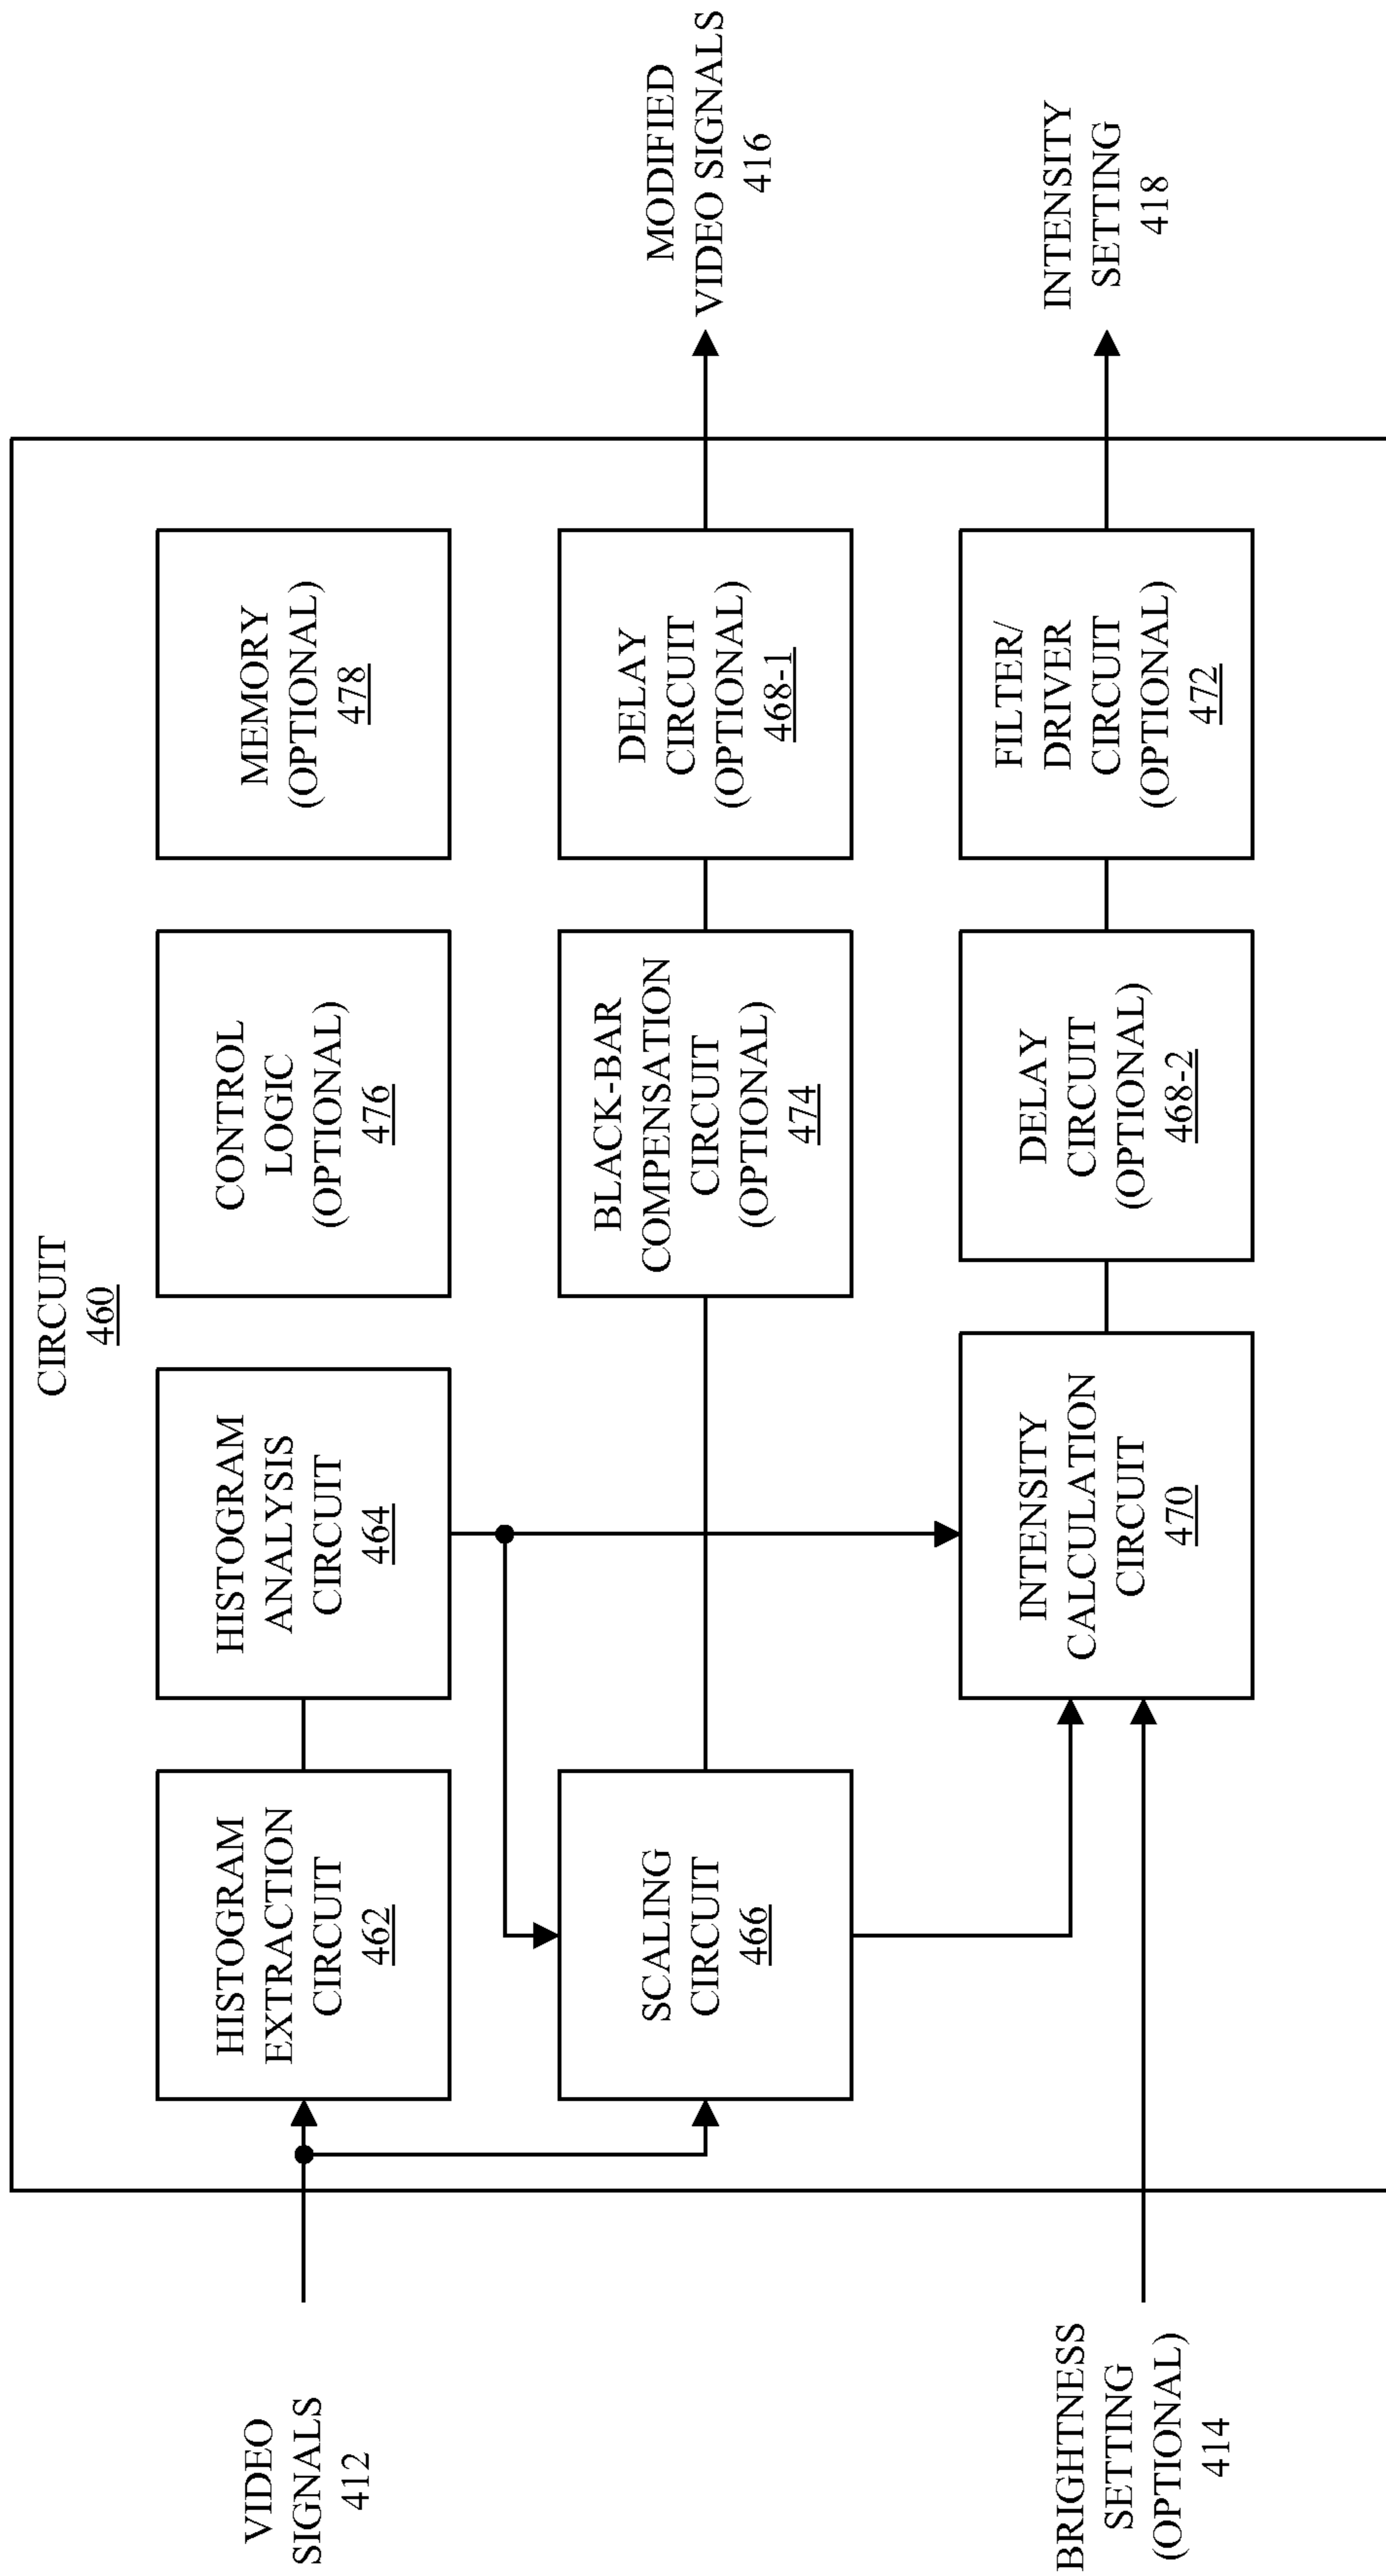 CIRCUIT
460
VIDEO
SIGNALS
412
HISTOGRAM
EXTRACTION
CIRCUIT
462
HISTOGRAM
ANALYSIS
CIRCUIT
464
CONTROL
LOGIC
(OPTIONAL)
476
MEMORY
(OPTIONAL)
478
SCALING
CIRCUIT
466
BLACK-BAR
COMPENSATION
CIRCUIT
(OPTIONAL)
474
DELAY
CIRCUIT
(OPTIONAL)
468-1
MODIFIED
VIDEO SIGNALS
416
BRIGHTNESS
SETTING
(OPTIONAL)
414
INTENSITY
CALCULATION
CIRCUIT
470
DELAY
CIRCUIT
(OPTIONAL)
468-2
FILTER/
DRIVER
CIRCUIT
(OPTIONAL)
472
INTENSITY
SETTING
418